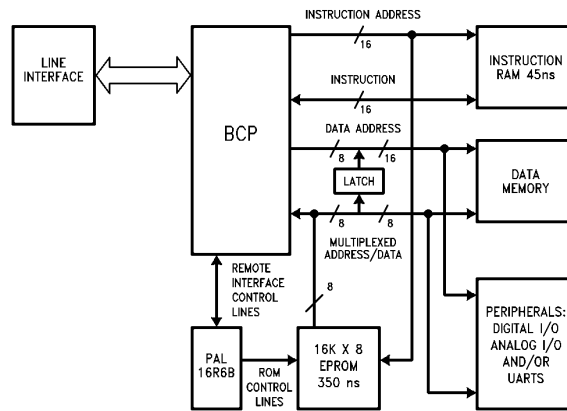 INSTRUCTION ADDRESS
16
LINE
INTERFACE
BCP
INSTRUCTION
RAM 45ns
INSTRUCTION
16
DATA ADDRESS
8
16
LATCH
DATA
MEMORY
8
8
MULTIPLEXED
ADDRESS/DATA
REMOTE
INTERFACE
CONTROL
LINES
8
PAL
16R6B
ROM
CONTROL
LINES
16K X 8
EPROM
350 ns
PERIPHERALS:
DIGITAL I/O
ANALOG I/O
AND/OR
UARTS